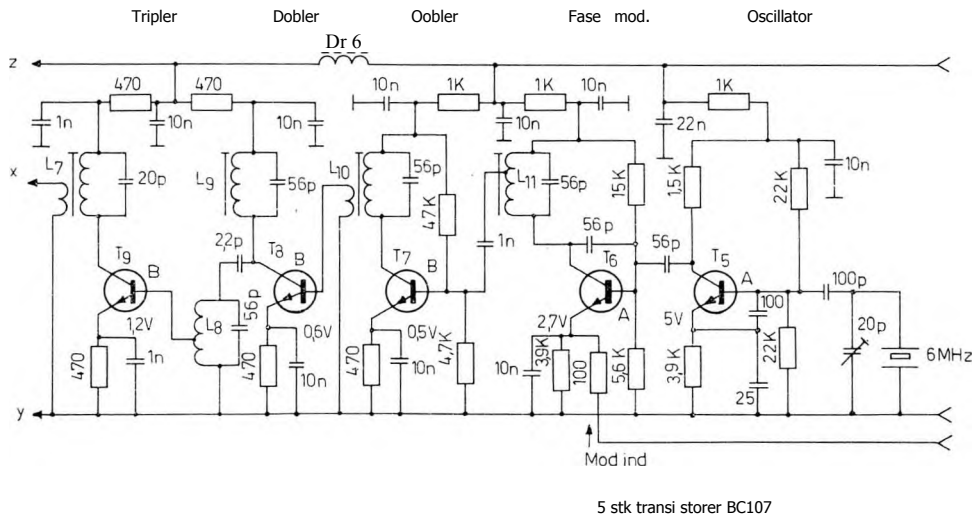 Tripler Dobler Oobler Fase mod. Oscillator
Dr 6
z
470 470 10n 1K 1K 10n 1K
1n 10n 10n 10n 22n 10n
L7 L9 L10 L11
x 20p 56p 56p 56p 15K 1,5K 22K
47K
1n 56p 56p
2,2p
T9 T8 T7 T6 T5
B B B A A 100p
L8 56p 100 20p
1,2V 0,6V 0,5V 2,7V 5V 6MHz
470 1n 470 10n 470 10n 4,7K 10n 3,9K 100 5,6K 3,9K 22K
25
y
Mod ind
5 stk transi storer BC107